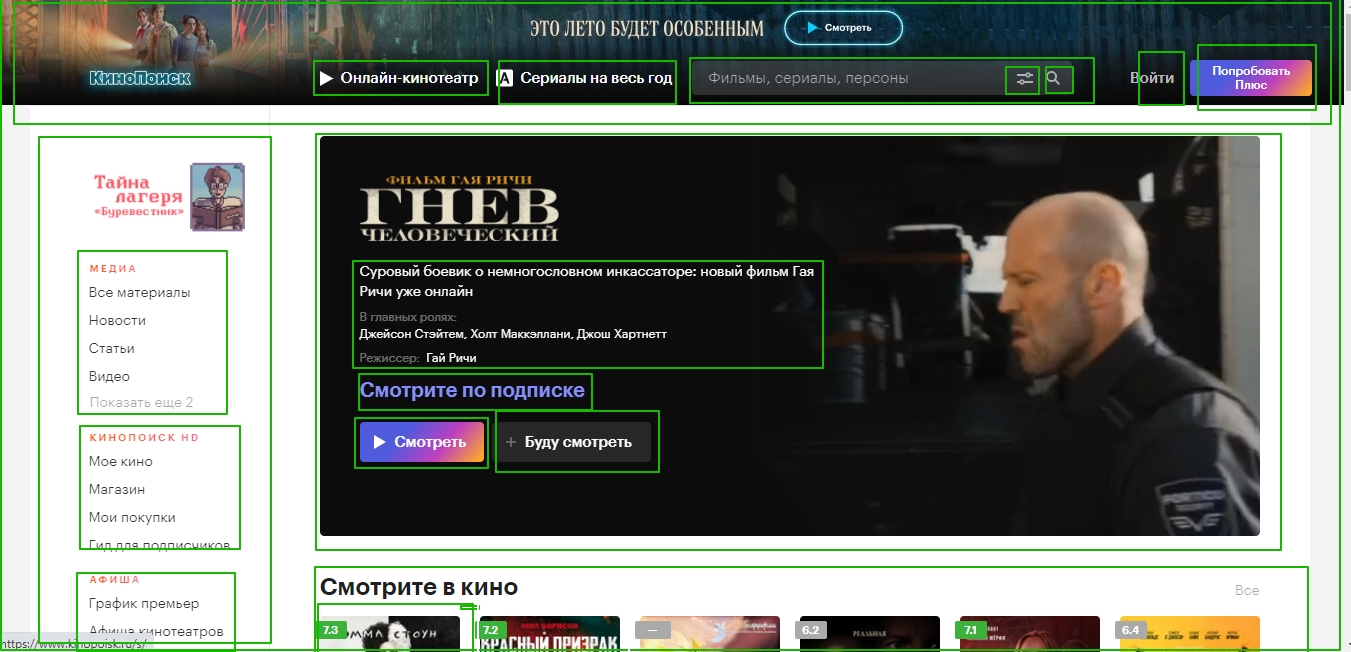 ЭТО ЛЕТО БУДЕТ ОСОБЕННЫМ
Смотреть
КиноПоиск
Онлайн-кинотеатр
А Сериалы на весь год
Фильмы, сериалы, персоны
Войти
Попробовать
Плюс
Тайна
лагеря
«Буревестник»
МЕДИА
Все материалы
Новости
Статьи
Видео
Показать еще 2
КИНОПОИСК HD
Мое кино
Магазин
Мои покупки
Гид для подписчиков
АФИША
График премьер
Афиша кинотеатров
https://www.kinopoisk.ru/s/
ФИЛЬМ ГАЯ РИЧИ
ГНЕВ
ЧЕЛОВЕЧЕСКИЙ
Суровый боевик о немногословном инкассаторе: новый фильм Гая
Ричи уже онлайн
В главных ролях:
Джейсон Стэйтем, Холт Маккэллани, Джош Хартнетт
Режиссер: Гай Ричи
Смотрите по подписке
Смотреть
+ Буду смотреть
Смотрите в кино
Все
7.3
ЭММА СТОУН
7.2
ЮРА БОРИСОВ
КРАСНЫЙ ПРИЗРАК
—
6.2
РЕАЛЬНАЯ
7.1
6.4